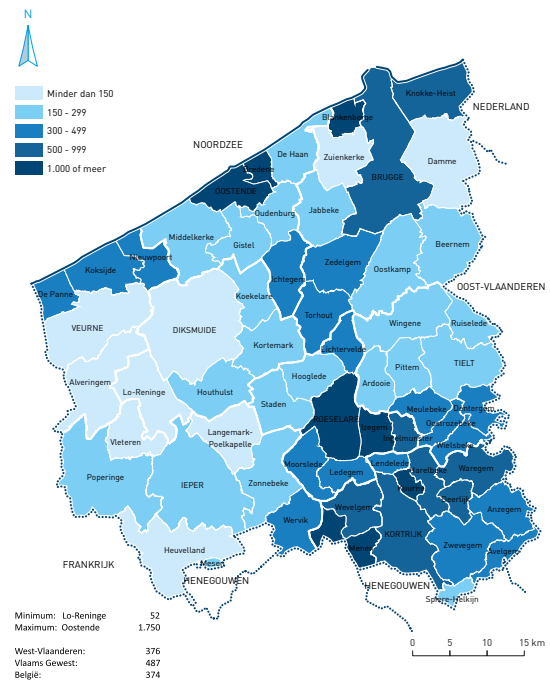 N
Minder dan 150
150 - 299
300 - 499
500 - 999
1.000 of meer
NOORDZEE
NEDERLAND
OOST-VLAANDEREN
FRANKRIJK
HENEGOUWEN
HENEGOUWEN
Knokke-Heist
Blankenberge
De Haan
Zuienkerke
Damme
Bredene
BRUGGE
OOSTENDE
Oudenburg
Jabbeke
Middelkerke
Gistel
Beernem
Nieuwpoort
Koksijde
Zedelgem
Oostkamp
Ichtegem
De Panne
Koekelare
Torhout
Wingene
Ruiselede
VEURNE
DIKSMUIDE
Kortemark
Lichtervelde
Pittem
TIELT
Alveringem
Lo-Reninge
Houthulst
Hooglede
Ardooie
Staden
Meulebeke
Dentergem
ROESELARE
Oostrozebeke
Izegem
Langemark-
Poelkapelle
Ingelmunster
Vleteren
Wielsbeke
Moorslede
Ledegem
Lendelede
Harelbeke
Waregem
Poperinge
IEPER
Zonnebeke
Kuurne
Deerlijk
Wevelgem
Anzegem
Wervik
KORTRIJK
Zwevegem
Menen
Avelgem
Heuvelland
Mesen
Spiere-Helkijn
Minimum: Lo-Reninge 52
Maximum: Oostende 1.750
West-Vlaanderen: 376
Vlaams Gewest: 487
België: 374
0 5 10 15 km